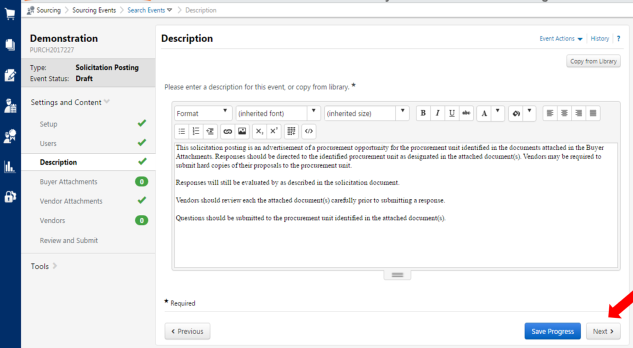 Sourcing > Sourcing Events > Search Events > Description
Demonstration
PURCH2017227
Type: Solicitation Posting
Event Status: Draft
Settings and Content
Setup
Users
Description
Buyer Attachments 0
Vendor Attachments
Vendors 0
Review and Submit
Tools >
Description
Event Actions History ?
Copy from Library
Please enter a description for this event, or copy from library. *
Format (inherited font) (inherited size) B I U abc A
x, x'
This solicitation posting is an advertisement of a procurement opportunity for the procurement unit identified in the documents attached in the Buyer
Attachments. Responses should be directed to the identified procurement unit as designated in the attached document(s). Vendors may be required to
submit hard copies of their proposals to the procurement unit.
Responses will still be evaluated by as described in the solicitation document.
Vendors should review each the attached document(s) carefully prior to submitting a response.
Questions should be submitted to the procurement unit identified in the attached document(s).
* Required
< Previous
Save Progress
Next >